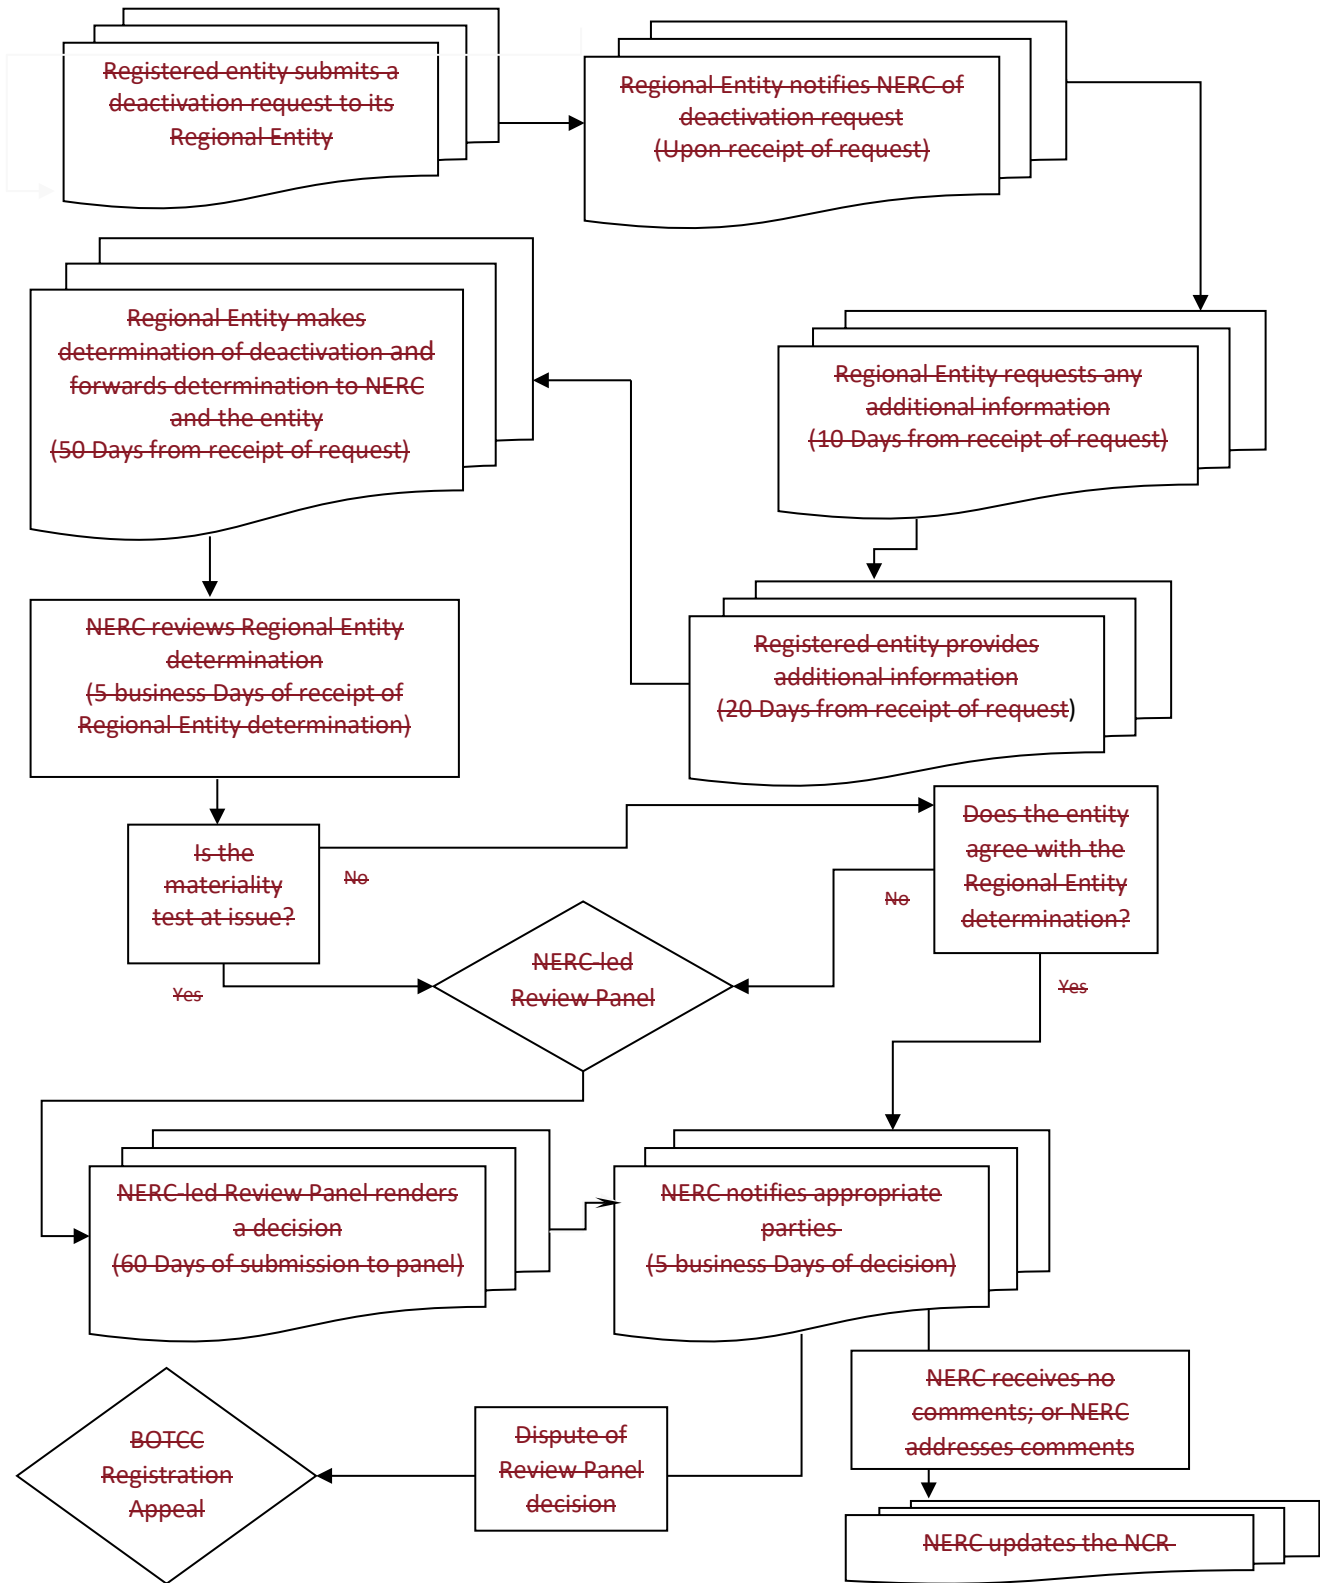 Registered entity submits a
deactivation request to its
Regional Entity
Regional Entity notifies NERC of
deactivation request
(Upon receipt of request)
Regional Entity makes
determination of deactivation and
forwards determination to NERC
and the entity
(50 Days from receipt of request)
Regional Entity requests any
additional information
(10 Days from receipt of request)
NERC reviews Regional Entity
determination
(5 business Days of receipt of
Regional Entity determination)
Registered entity provides
additional information
(20 Days from receipt of request)
Is the
materiality
test at issue?
No
Yes
Does the entity
agree with the
Regional Entity
determination?
No
Yes
NERC-led
Review Panel
NERC-led Review Panel renders
a decision
(60 Days of submission to panel)
NERC notifies appropriate
parties
(5 business Days of decision)
NERC receives no
comments; or NERC
addresses comments
Dispute of
Review Panel
decision
BOTCC
Registration
Appeal
NERC updates the NCR